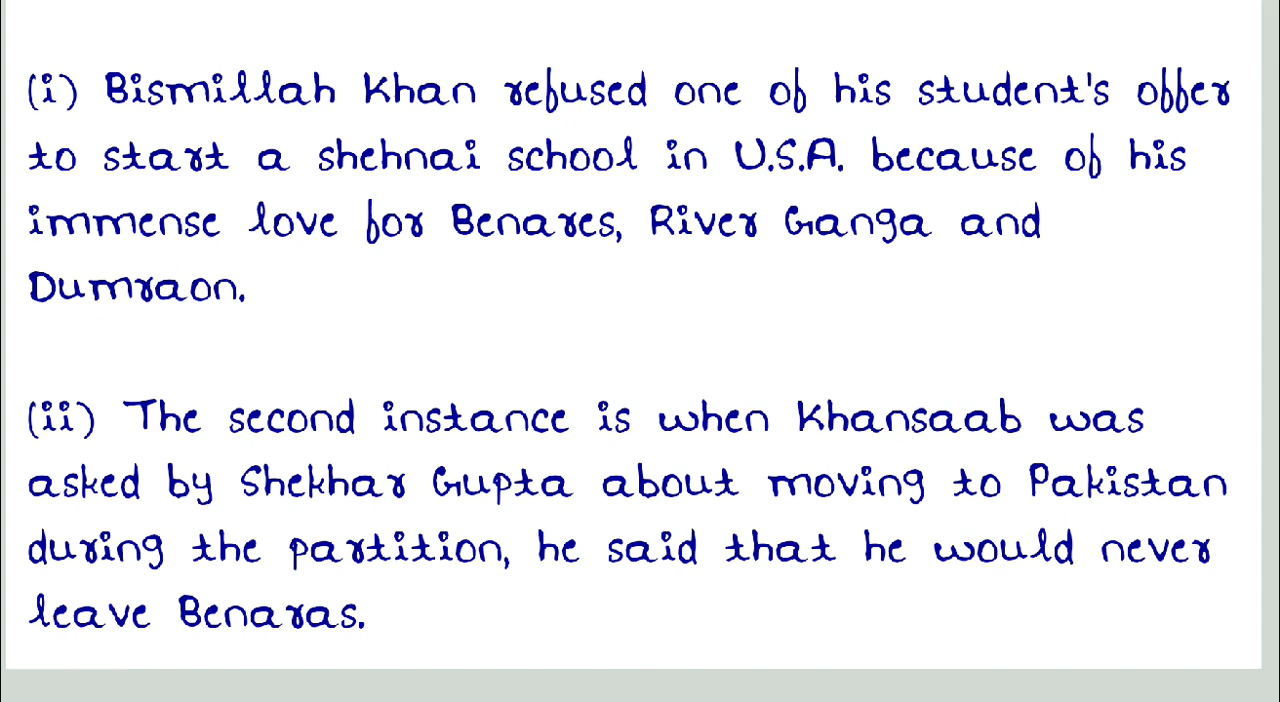 (i) Bismillah Khan refused one of his student's offer
to start a shehnai school in U.S.A. because of his
immense love for Benares, River Ganga and
Dumraon.
(ii) The second instance is when Khansaab was
asked by Shekhar Gupta about moving to Pakistan
during the partition, he said that he would never
leave Benaras.